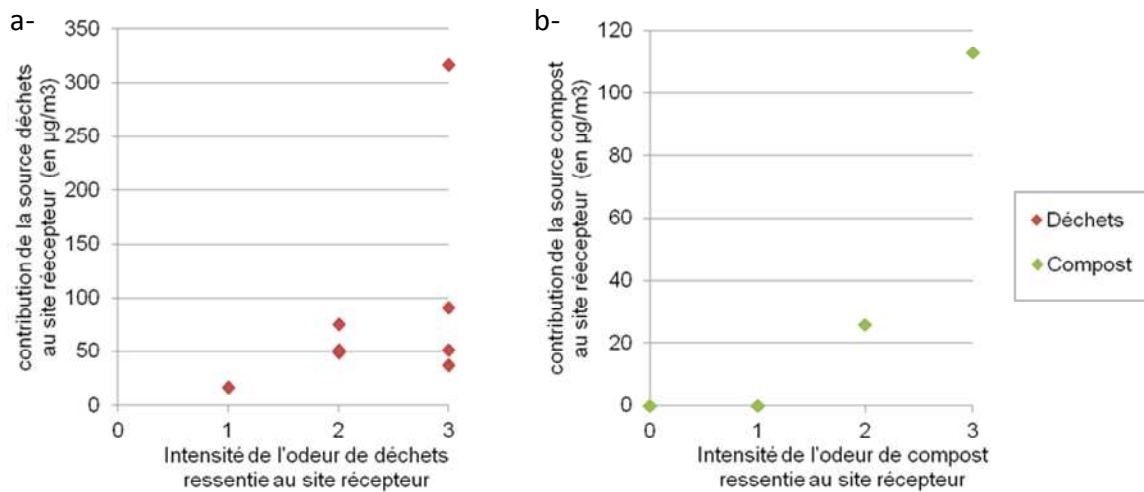 a-
contribution de la source déchets
au site réecepteur (en µg/m3)
350
300
250
200
150
100
50
0
0 1 2 3
Intensité de l'odeur de déchets
ressentie au site récepteur
b-
contribution de la source compost
au site réecepteur (en µg/m3)
120
100
80
60
40
20
0
0 1 2 3
Intensité de l'odeur de compost
ressentie au site récepteur
Déchets
Compost